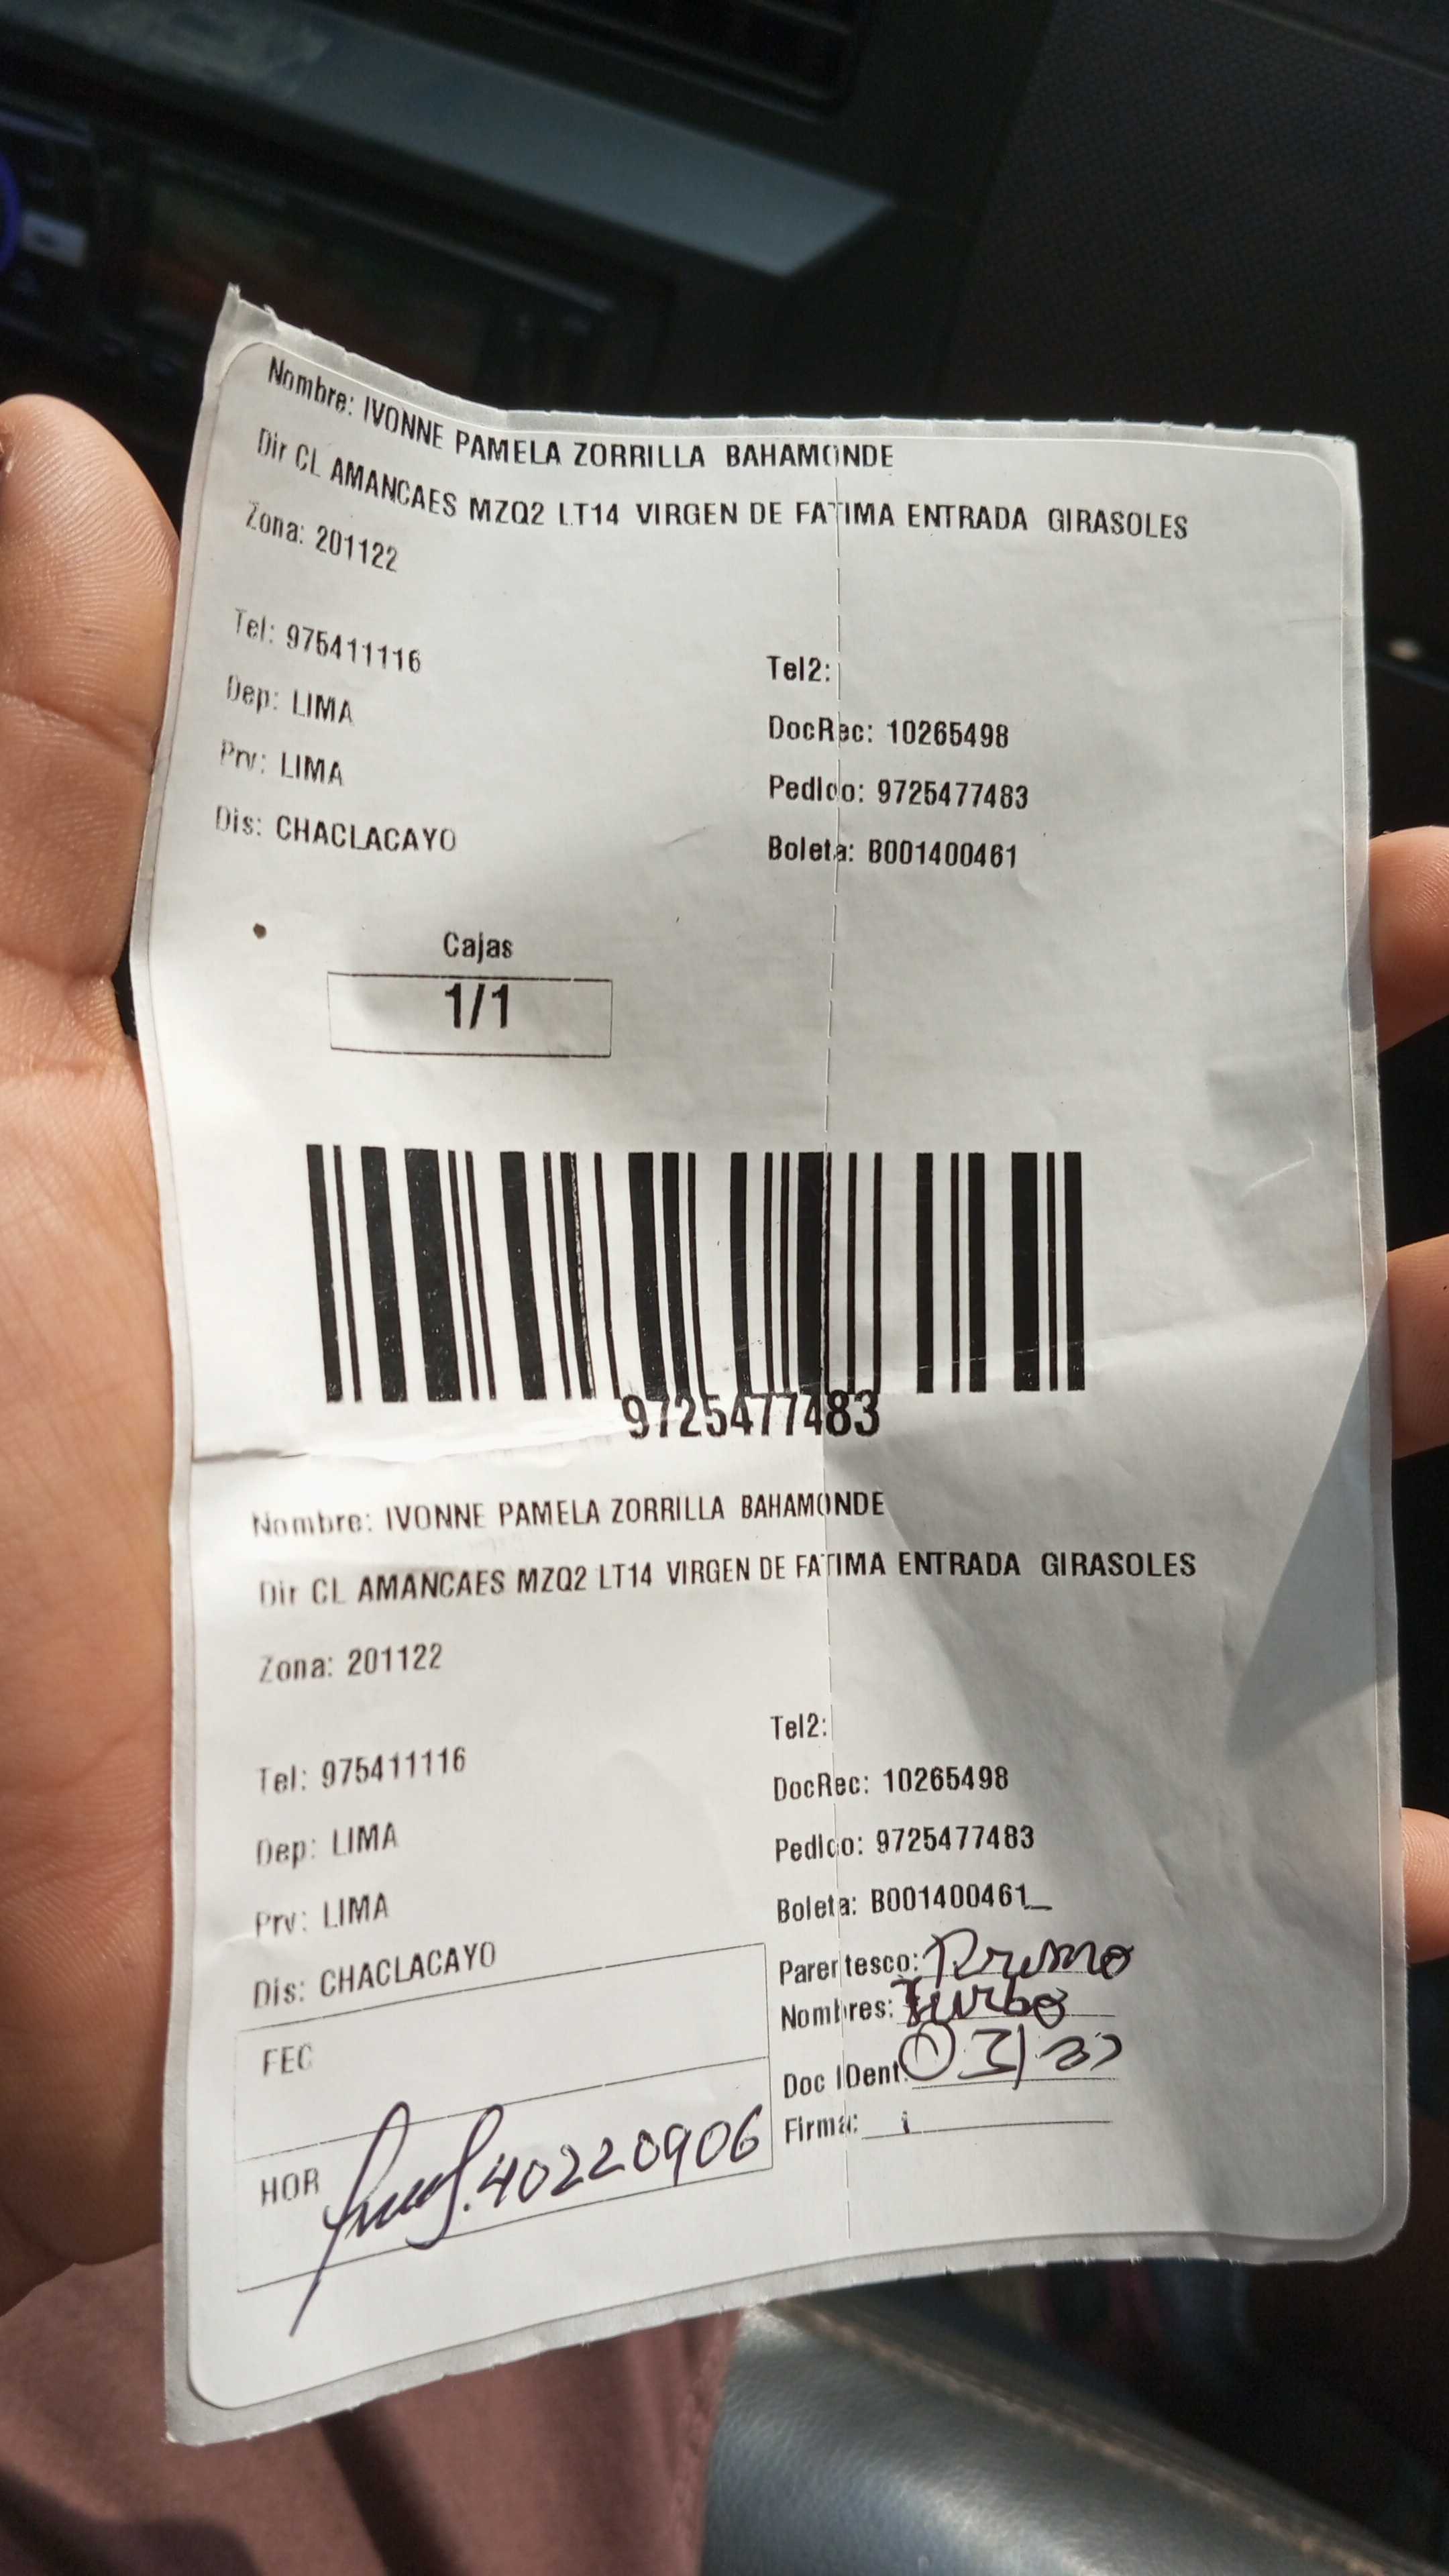 Nombre: IVONNE PAMELA ZORRILLA BAHAMONDE
Dir CL AMANCAES MZQ2 LT14 VIRGEN DE FATIMA ENTRADA GIRASOLES
Zona: 201122
Tel: 975411116 Tel2:
Dep: LIMA DocRec: 10265498
Prv: LIMA Pedido: 9725477483
Dis: CHACLACAYO Boleta: B001400461
Cajas
1/1
9725477483
Nombre: IVONNE PAMELA ZORRILLA BAHAMONDE
Dir CL AMANCAES MZQ2 LT14 VIRGEN DE FATIMA ENTRADA GIRASOLES
Zona: 201122
Tel: 975411116 Tel2:
Dep: LIMA DocRec: 10265498
Prv: LIMA Pedido: 9725477483
Dis: CHACLACAYO Boleta: B001400461
Parentesco: Primo
Nombres: Turbo
FEC Doc IDent:
HOR 40220906 Firma: